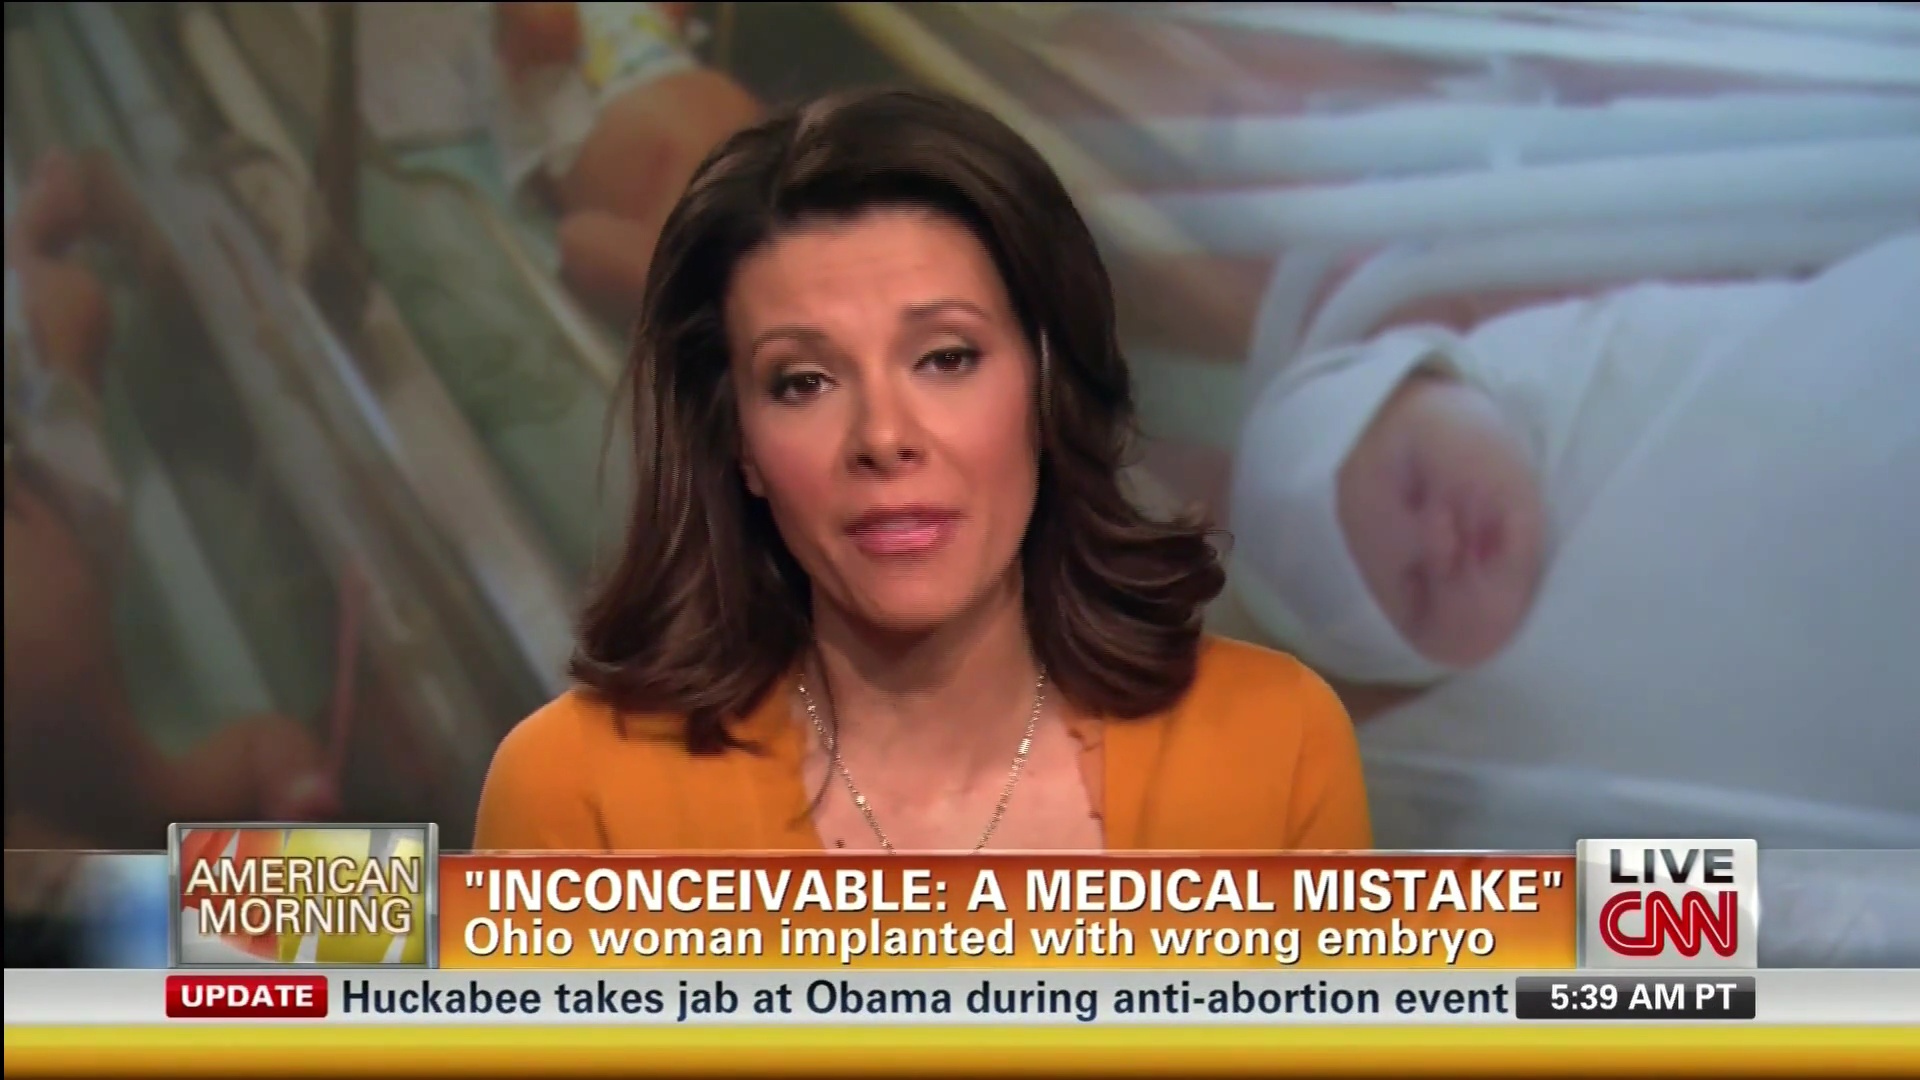 AMERICAN
MORNING
"INCONCEIVABLE: A MEDICAL MISTAKE"
Ohio woman implanted with wrong embryo
LIVE
CNN
UPDATE Huckabee takes jab at Obama during anti-abortion event 5:39 AM PT